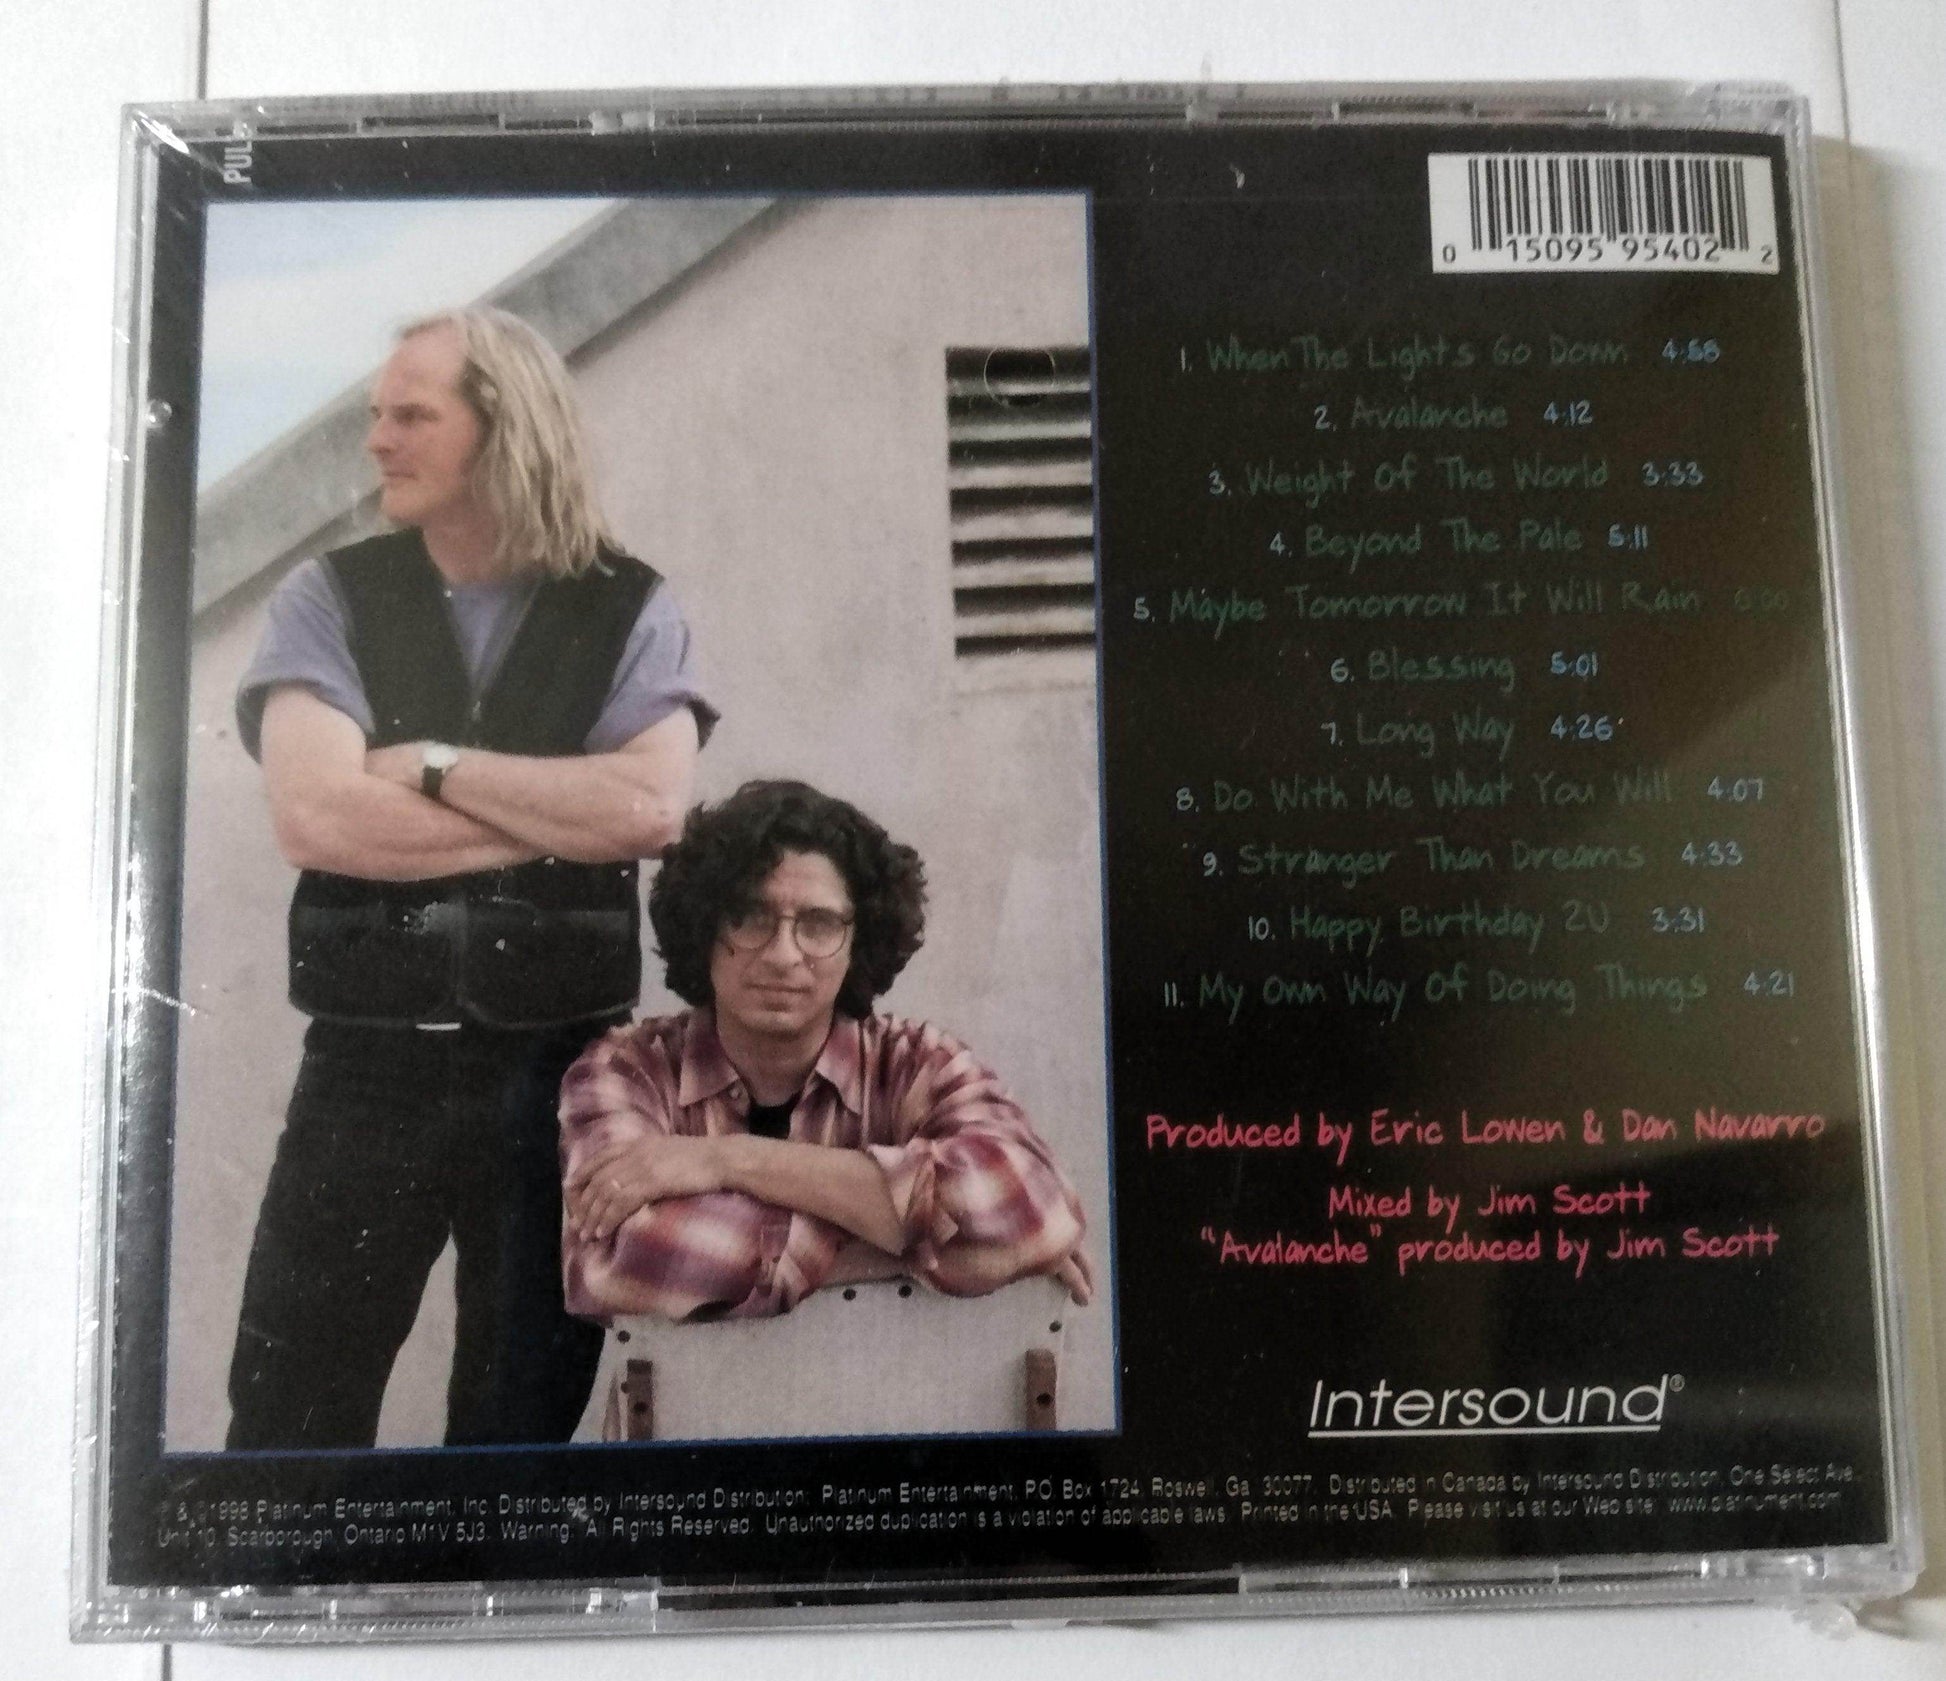 PUL
0 15095 95402 2
1. When The Lights Go Down 4:58
2. Avalanche 4:12
3. Weight Of The World 3:33
4. Beyond The Pale 5:11
5. Maybe Tomorrow It Will Rain
6. Blessing 5:01
7. Long Way 4:26
8. Do With Me What You Will 4:07
9. Stranger Than Dreams 4:33
10. Happy Birthday 2U 3:31
11. My Own Way Of Doing Things 4:21
Produced by Eric Lowen & Dan Navarro
Mixed by Jim Scott
"Avalanche" produced by Jim Scott
Intersound®
℗ & © 1998 Platinum Entertainment, Inc. Distributed by Intersound Distribution; Platinum Entertainment, P.O. Box 1724, Roswell, Ga. 30077. Distributed in Canada by Intersound Distribution, One Select Ave.,
Unit 10, Scarborough, Ontario M1V 5J3. Warning: All Rights Reserved. Unauthorized duplication is a violation of applicable laws. Printed in the USA. Please visit us at our Web site: www.platinument.com